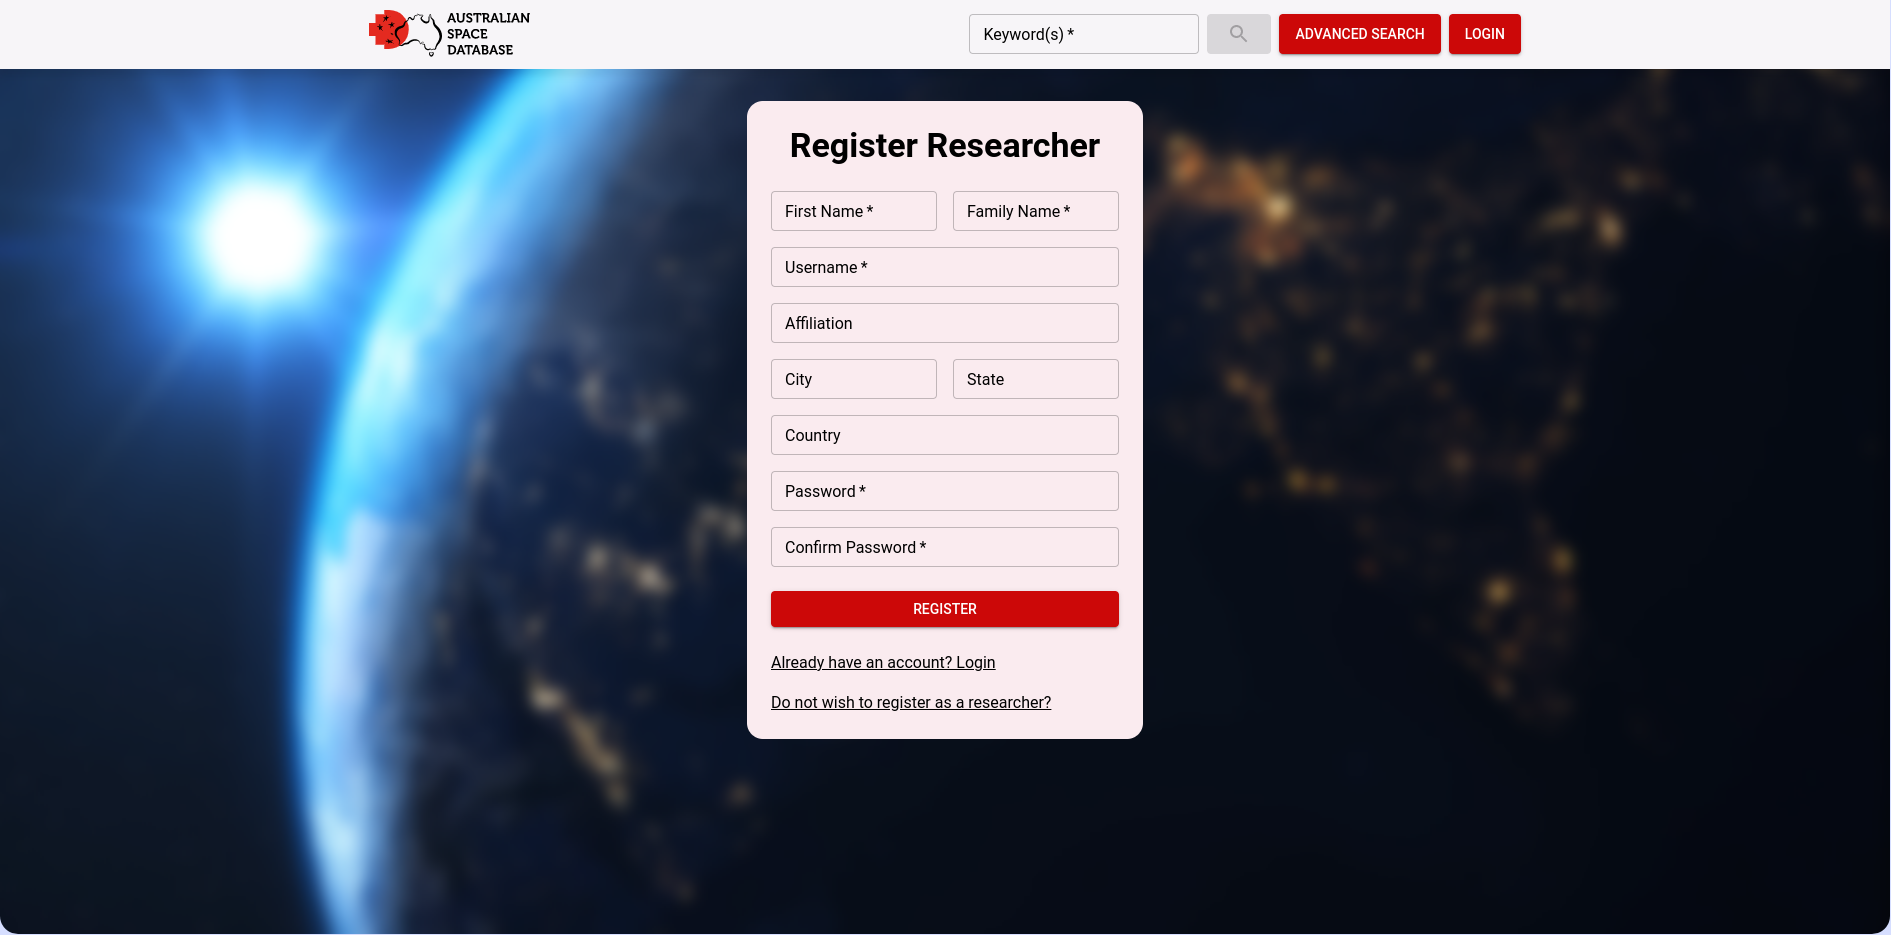 AUSTRALIAN
SPACE
DATABASE
Keyword(s) *
ADVANCED SEARCH
LOGIN
Register Researcher
First Name *
Family Name *
Username *
Affiliation
City
State
Country
Password *
Confirm Password *
REGISTER
Already have an account? Login
Do not wish to register as a researcher?